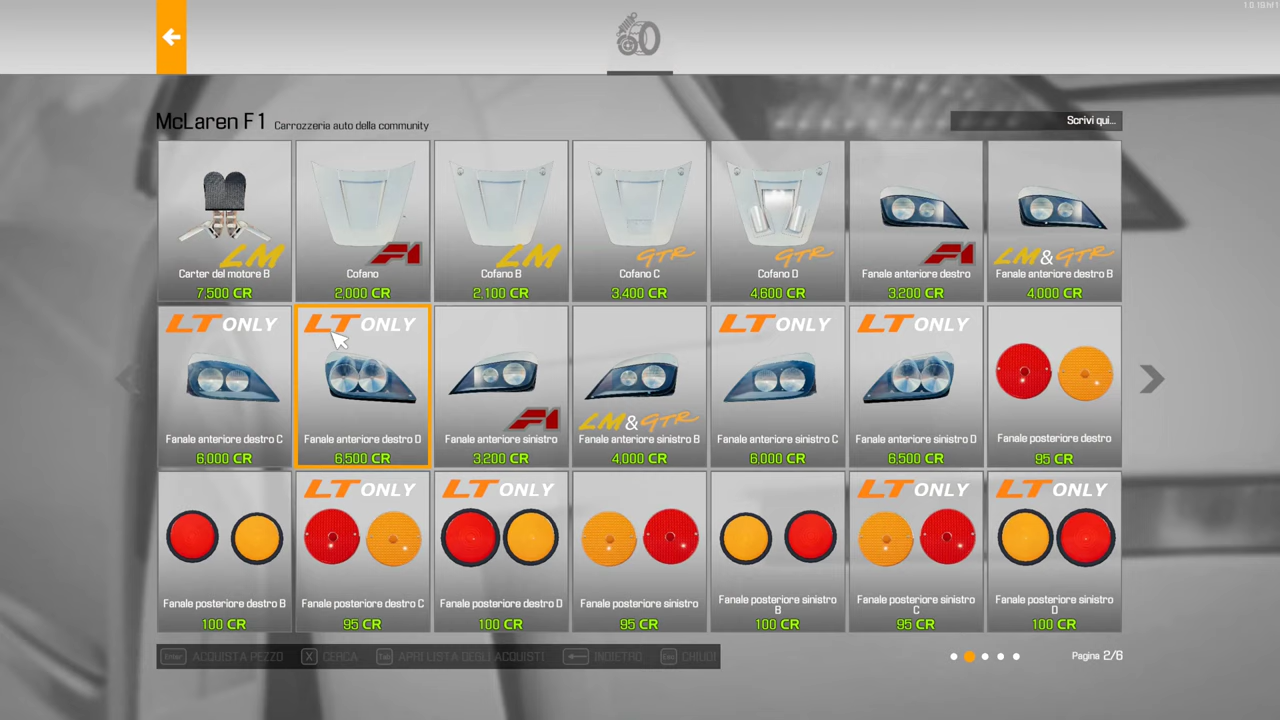 1.0.19.hf1
McLaren F1 Carrozzeria auto della community
Scrivi qui...
LM
Carter del motore B
7,500 CR
F1
Cofano
2,000 CR
LM
Cofano B
2,100 CR
GTR
Cofano C
3,400 CR
GTR
Cofano D
4,600 CR
F1
Fanale anteriore destro
3,200 CR
LM & GTR
Fanale anteriore destro B
4,000 CR
LT ONLY
Fanale anteriore destro C
6,000 CR
LT ONLY
Fanale anteriore destro D
6,500 CR
F1
Fanale anteriore sinistro
3,200 CR
LM & GTR
Fanale anteriore sinistro B
4,000 CR
LT ONLY
Fanale anteriore sinistro C
6,000 CR
LT ONLY
Fanale anteriore sinistro D
6,500 CR
Fanale posteriore destro
95 CR
Fanale posteriore destro B
100 CR
LT ONLY
Fanale posteriore destro C
95 CR
LT ONLY
Fanale posteriore destro D
100 CR
Fanale posteriore sinistro
95 CR
Fanale posteriore sinistro
B
100 CR
LT ONLY
Fanale posteriore sinistro
C
95 CR
LT ONLY
Fanale posteriore sinistro
D
100 CR
Enter ACQUISTA PEZZO X CERCA Tab APRI LISTA DEGLI ACQUISTI INDIETRO Esc CHIUDI
Pagina 2/6